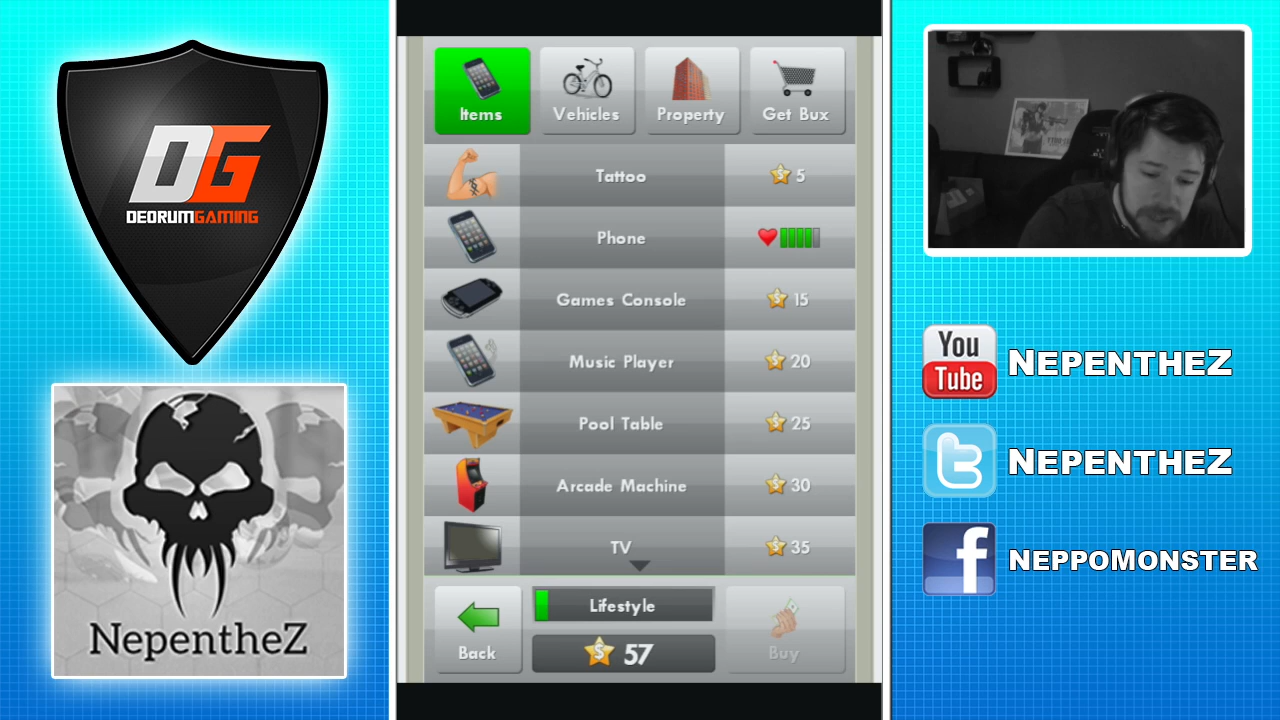 DG
DEORUMGAMING
NepentheZ
Items
Vehicles
Property
Get Bux
Tattoo
5
Phone
Games Console
15
Music Player
20
Pool Table
25
Arcade Machine
30
TV
35
Back
Lifestyle
57
Buy
You
Tube
NEPENTHEZ
NEPENTHEZ
NEPPOMONSTER